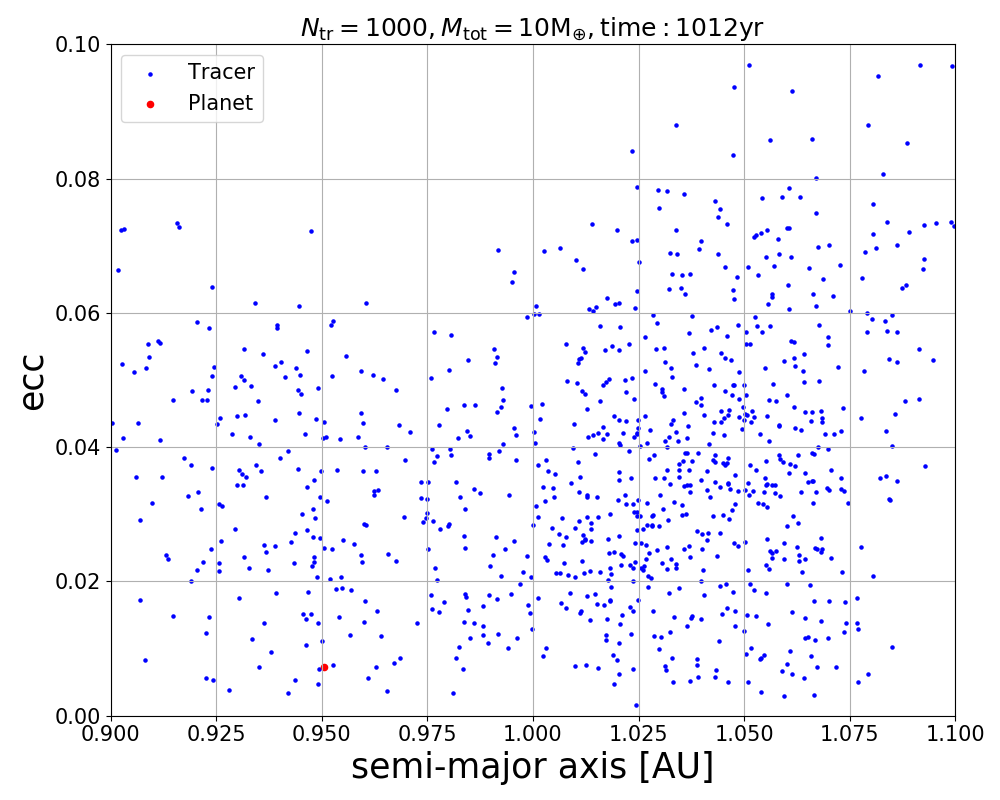 N_tr = 1000, M_tot = 10M_⊕, time : 1012yr
0.10
Tracer
Planet
0.08
0.06
ecc
0.04
0.02
0.00
0.900 0.925 0.950 0.975 1.000 1.025 1.050 1.075 1.100
semi-major axis [AU]